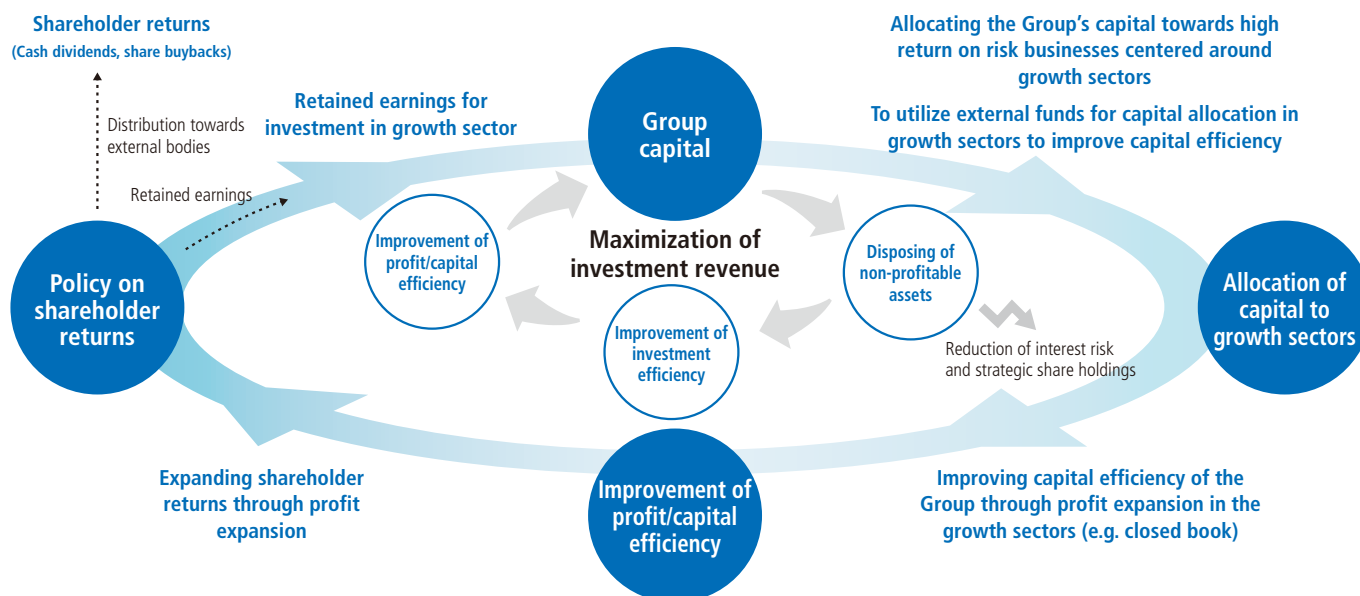 Shareholder returns
(Cash dividends, share buybacks)
Distribution towards
external bodies
Retained earnings
Retained earnings for
investment in growth sector
Group
capital
Allocating the Group's capital towards high
return on risk businesses centered around
growth sectors
To utilize external funds for capital allocation in
growth sectors to improve capital efficiency
Policy on
shareholder
returns
Improvement of
profit/capital
efficiency
Maximization of
investment revenue
Disposing of
non-profitable
assets
Improvement of
investment
efficiency
Reduction of interest risk
and strategic share holdings
Allocation of
capital to
growth sectors
Expanding shareholder
returns through profit
expansion
Improvement of
profit/capital
efficiency
Improving capital efficiency of the
Group through profit expansion in the
growth sectors (e.g. closed book)